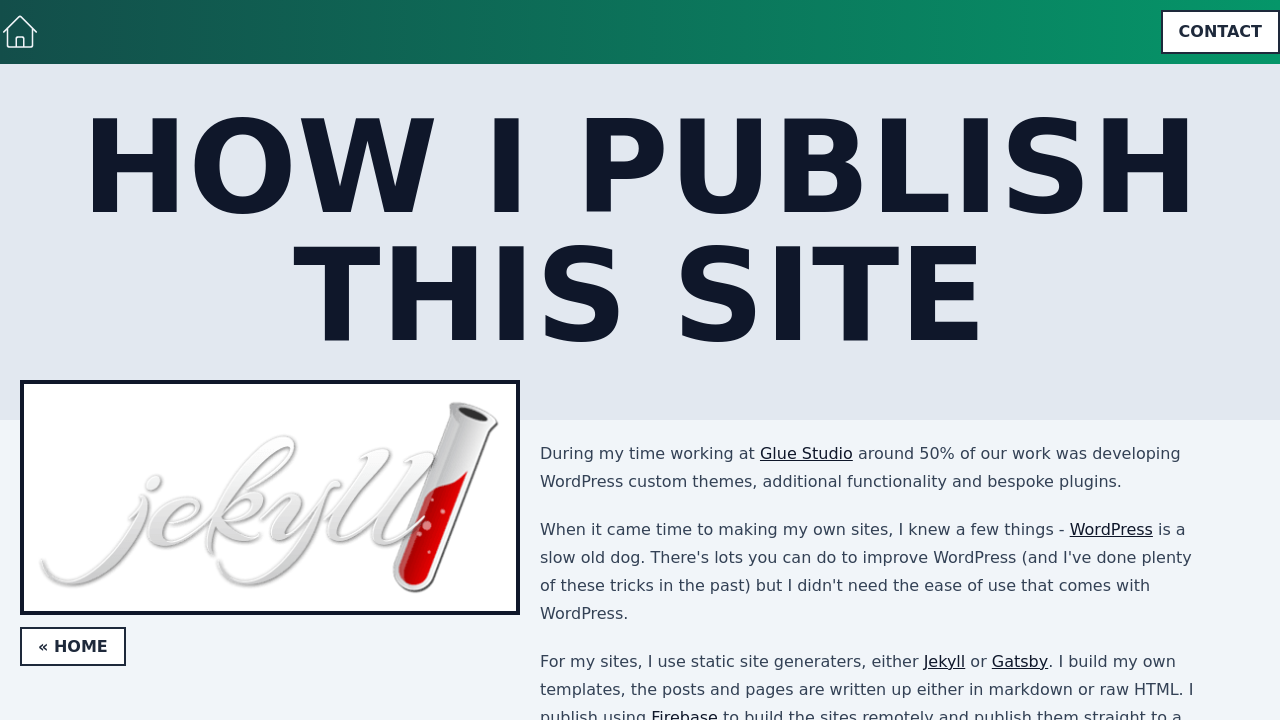 CONTACT
HOW I PUBLISH
THIS SITE
jekyll
« HOME
During my time working at Glue Studio around 50% of our work was developing
WordPress custom themes, additional functionality and bespoke plugins.
When it came time to making my own sites, I knew a few things - WordPress is a
slow old dog. There's lots you can do to improve WordPress (and I've done plenty
of these tricks in the past) but I didn't need the ease of use that comes with
WordPress.
For my sites, I use static site generaters, either Jekyll or Gatsby. I build my own
templates, the posts and pages are written up either in markdown or raw HTML. I
publish using Firebase to build the sites remotely and publish them straight to a